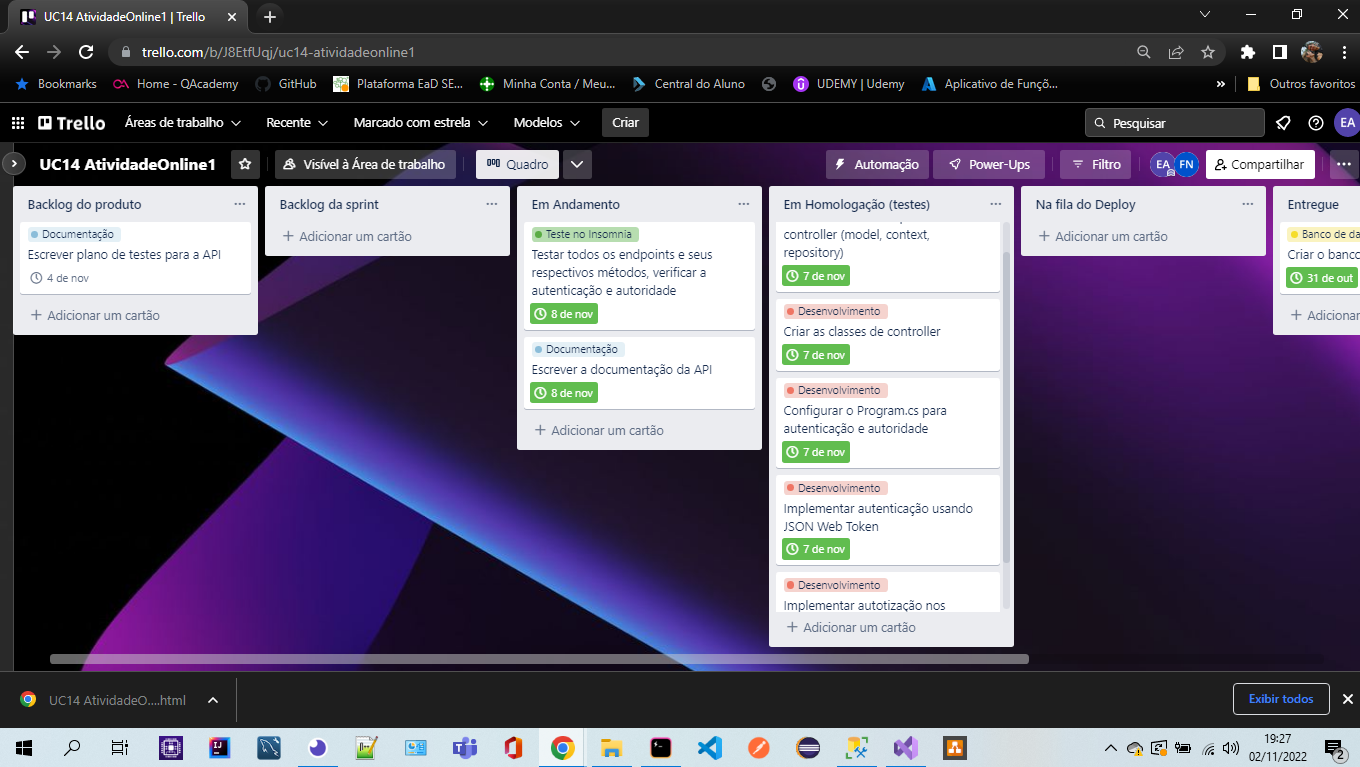 UC14 AtividadeOnline1 | Trello
trello.com/b/J8EtfUqj/uc14-atividadeonline1
Bookmarks
Home - QAcademy
GitHub
Plataforma EaD SE...
Minha Conta / Meu...
Central do Aluno
UDEMY | Udemy
Aplicativo de Funçõ...
Outros favoritos
Trello
Áreas de trabalho
Recente
Marcado com estrela
Modelos
Criar
Pesquisar
EA
UC14 AtividadeOnline1
Visível à Área de trabalho
Quadro
Automação
Power-Ups
Filtro
EA
FN
Compartilhar
Backlog do produto
Documentação
Escrever plano de testes para a API
4 de nov
Adicionar um cartão
Backlog da sprint
Adicionar um cartão
Em Andamento
Teste no Insomnia
Testar todos os endpoints e seus
respectivos métodos, verificar a
autenticação e autoridade
8 de nov
Documentação
Escrever a documentação da API
8 de nov
Adicionar um cartão
Em Homologação (testes)
controller (model, context,
repository)
7 de nov
Desenvolvimento
Criar as classes de controller
7 de nov
Desenvolvimento
Configurar o Program.cs para
autenticação e autoridade
7 de nov
Desenvolvimento
Implementar autenticação usando
JSON Web Token
7 de nov
Desenvolvimento
Implementar autotização nos
Adicionar um cartão
Na fila do Deploy
Adicionar um cartão
Entregue
Banco de da
Criar o banco
31 de out
Adicionar
UC14 AtividadeO....html
Exibir todos
19:27
02/11/2022
2